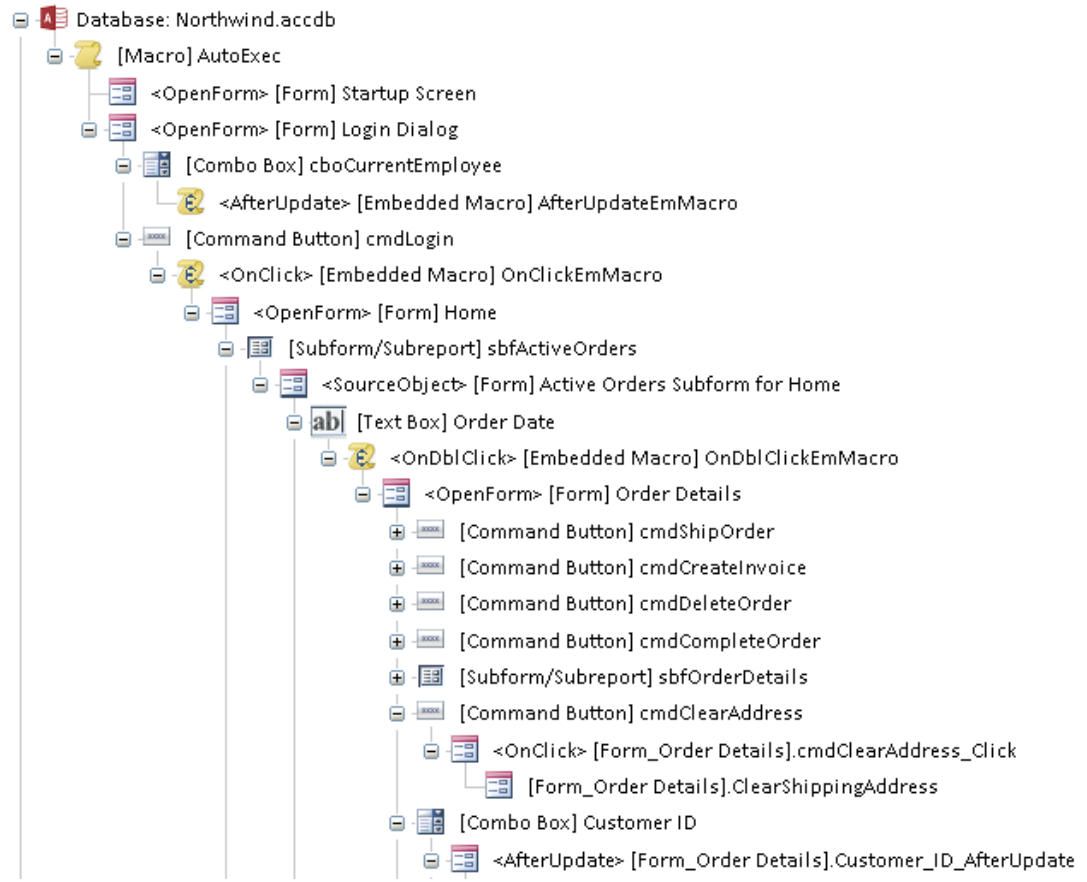 Database: Northwind.accdb
[Macro] AutoExec
<OpenForm> [Form] Startup Screen
<OpenForm> [Form] Login Dialog
[Combo Box] cboCurrentEmployee
<AfterUpdate> [Embedded Macro] AfterUpdateEmMacro
[Command Button] cmdLogin
<OnClick> [Embedded Macro] OnClickEmMacro
<OpenForm> [Form] Home
[Subform/Subreport] sbfActiveOrders
<SourceObject> [Form] Active Orders Subform for Home
ab [Text Box] Order Date
<OnDblClick> [Embedded Macro] OnDblClickEmMacro
<OpenForm> [Form] Order Details
[Command Button] cmdShipOrder
[Command Button] cmdCreateInvoice
[Command Button] cmdDeleteOrder
[Command Button] cmdCompleteOrder
[Subform/Subreport] sbfOrderDetails
[Command Button] cmdClearAddress
<OnClick> [Form_Order Details].cmdClearAddress_Click
[Form_Order Details].ClearShippingAddress
[Combo Box] Customer ID
<AfterUpdate> [Form_Order Details].Customer_ID_AfterUpdate